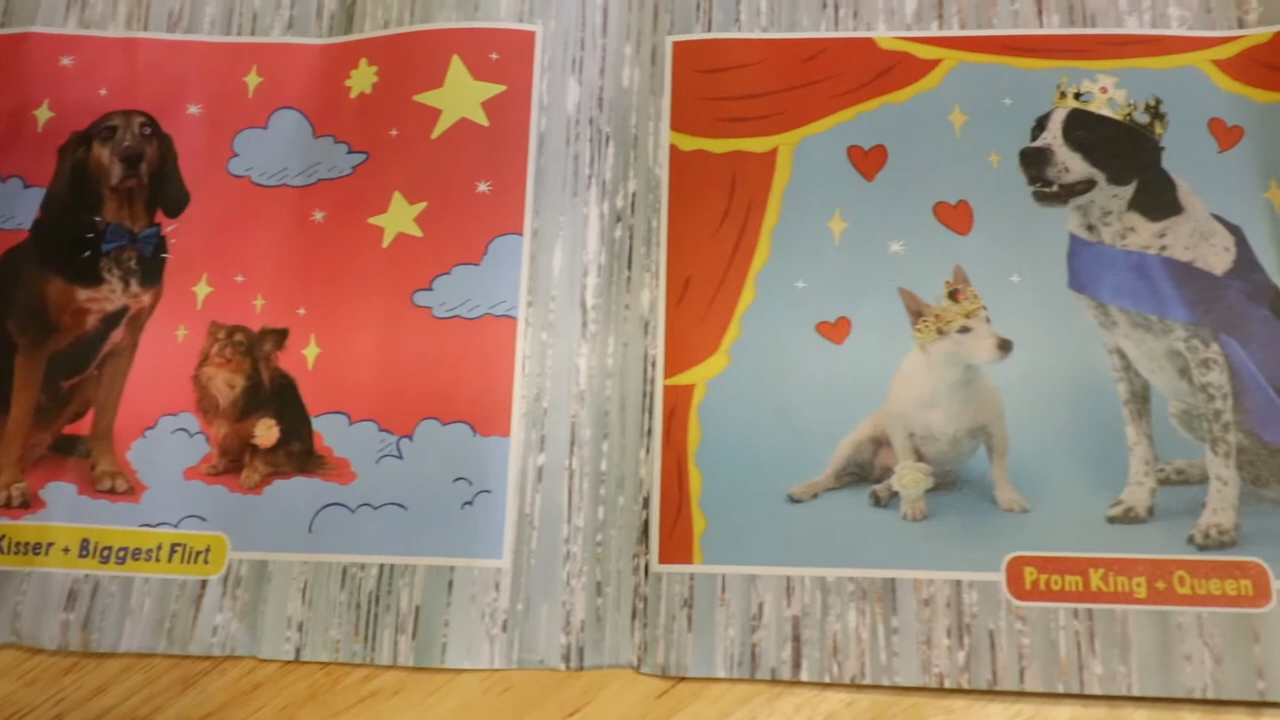 Kisser + Biggest Flirt
Prom King + Queen